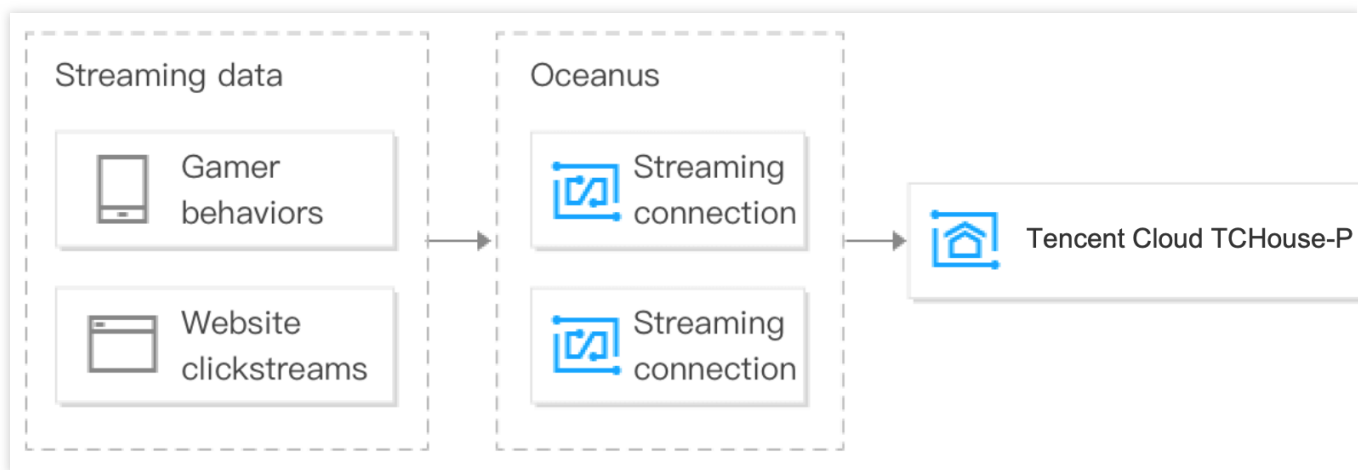 Streaming data
Gamer
behaviors
Website
clickstreams
Oceanus
Streaming
connection
Streaming
connection
Tencent Cloud TCHouse-P